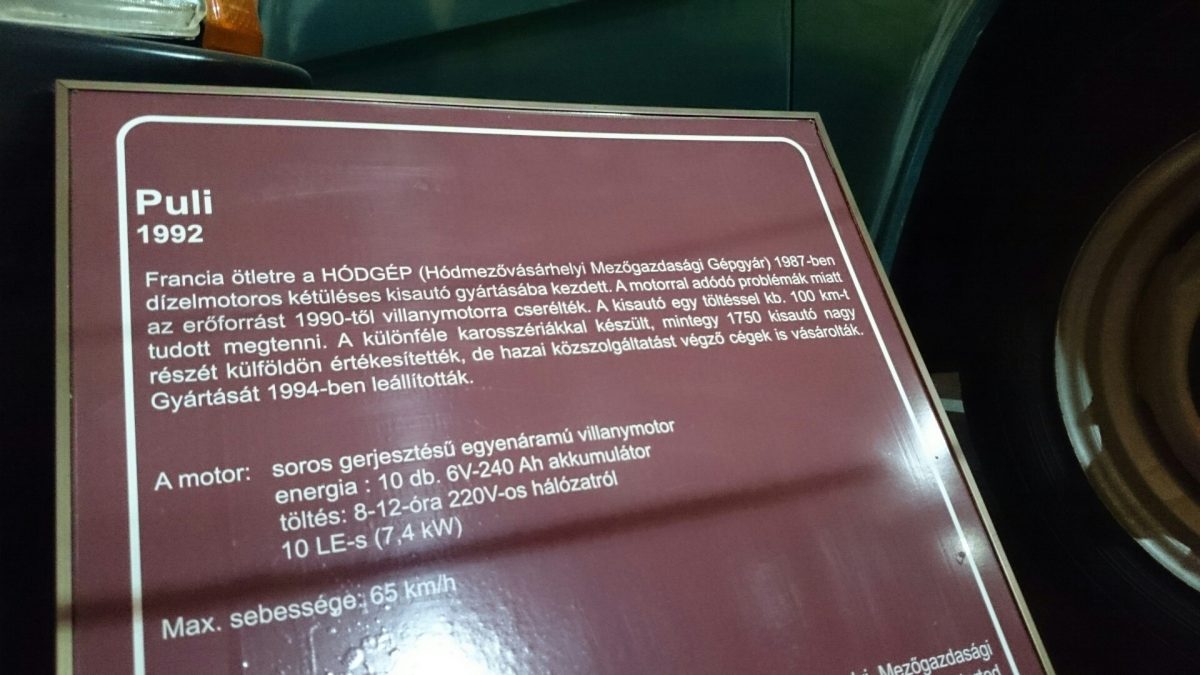 Puli
1992
Francia ötletre a HÓDGÉP (Hódmezővásárhelyi Mezőgazdasági Gépgyár) 1987-ben
dízelmotoros kétüléses kisautó gyártásába kezdett. A motorral adódó problémák miatt
az erőforrást 1990-től villanymotorra cserélték. A kisautó egy töltéssel kb. 100 km-t
tudott megtenni. A különféle karosszériákkal készült, mintegy 1750 kisautó nagy
részét külföldön értékesítették, de hazai közszolgáltatást végző cégek is vásárolták.
Gyártását 1994-ben leállították.
A motor: soros gerjesztésű egyenáramú villanymotor
energia : 10 db. 6V-240 Ah akkumulátor
töltés: 8-12-óra 220V-os hálózatról
10 LE-s (7,4 kW)
Max. sebessége: 65 km/h
Mezőgazdasági